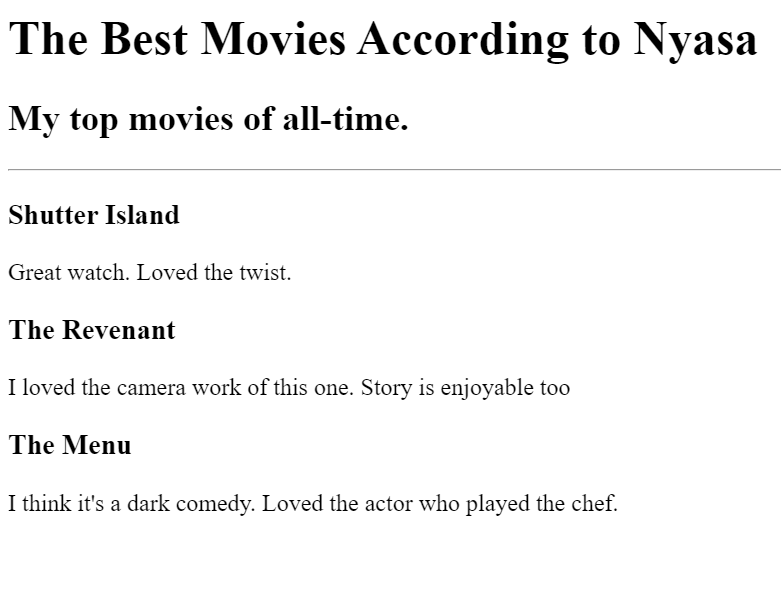 The Best Movies According to Nyasa
My top movies of all-time.
Shutter Island
Great watch. Loved the twist.
The Revenant
I loved the camera work of this one. Story is enjoyable too
The Menu
I think it's a dark comedy. Loved the actor who played the chef.